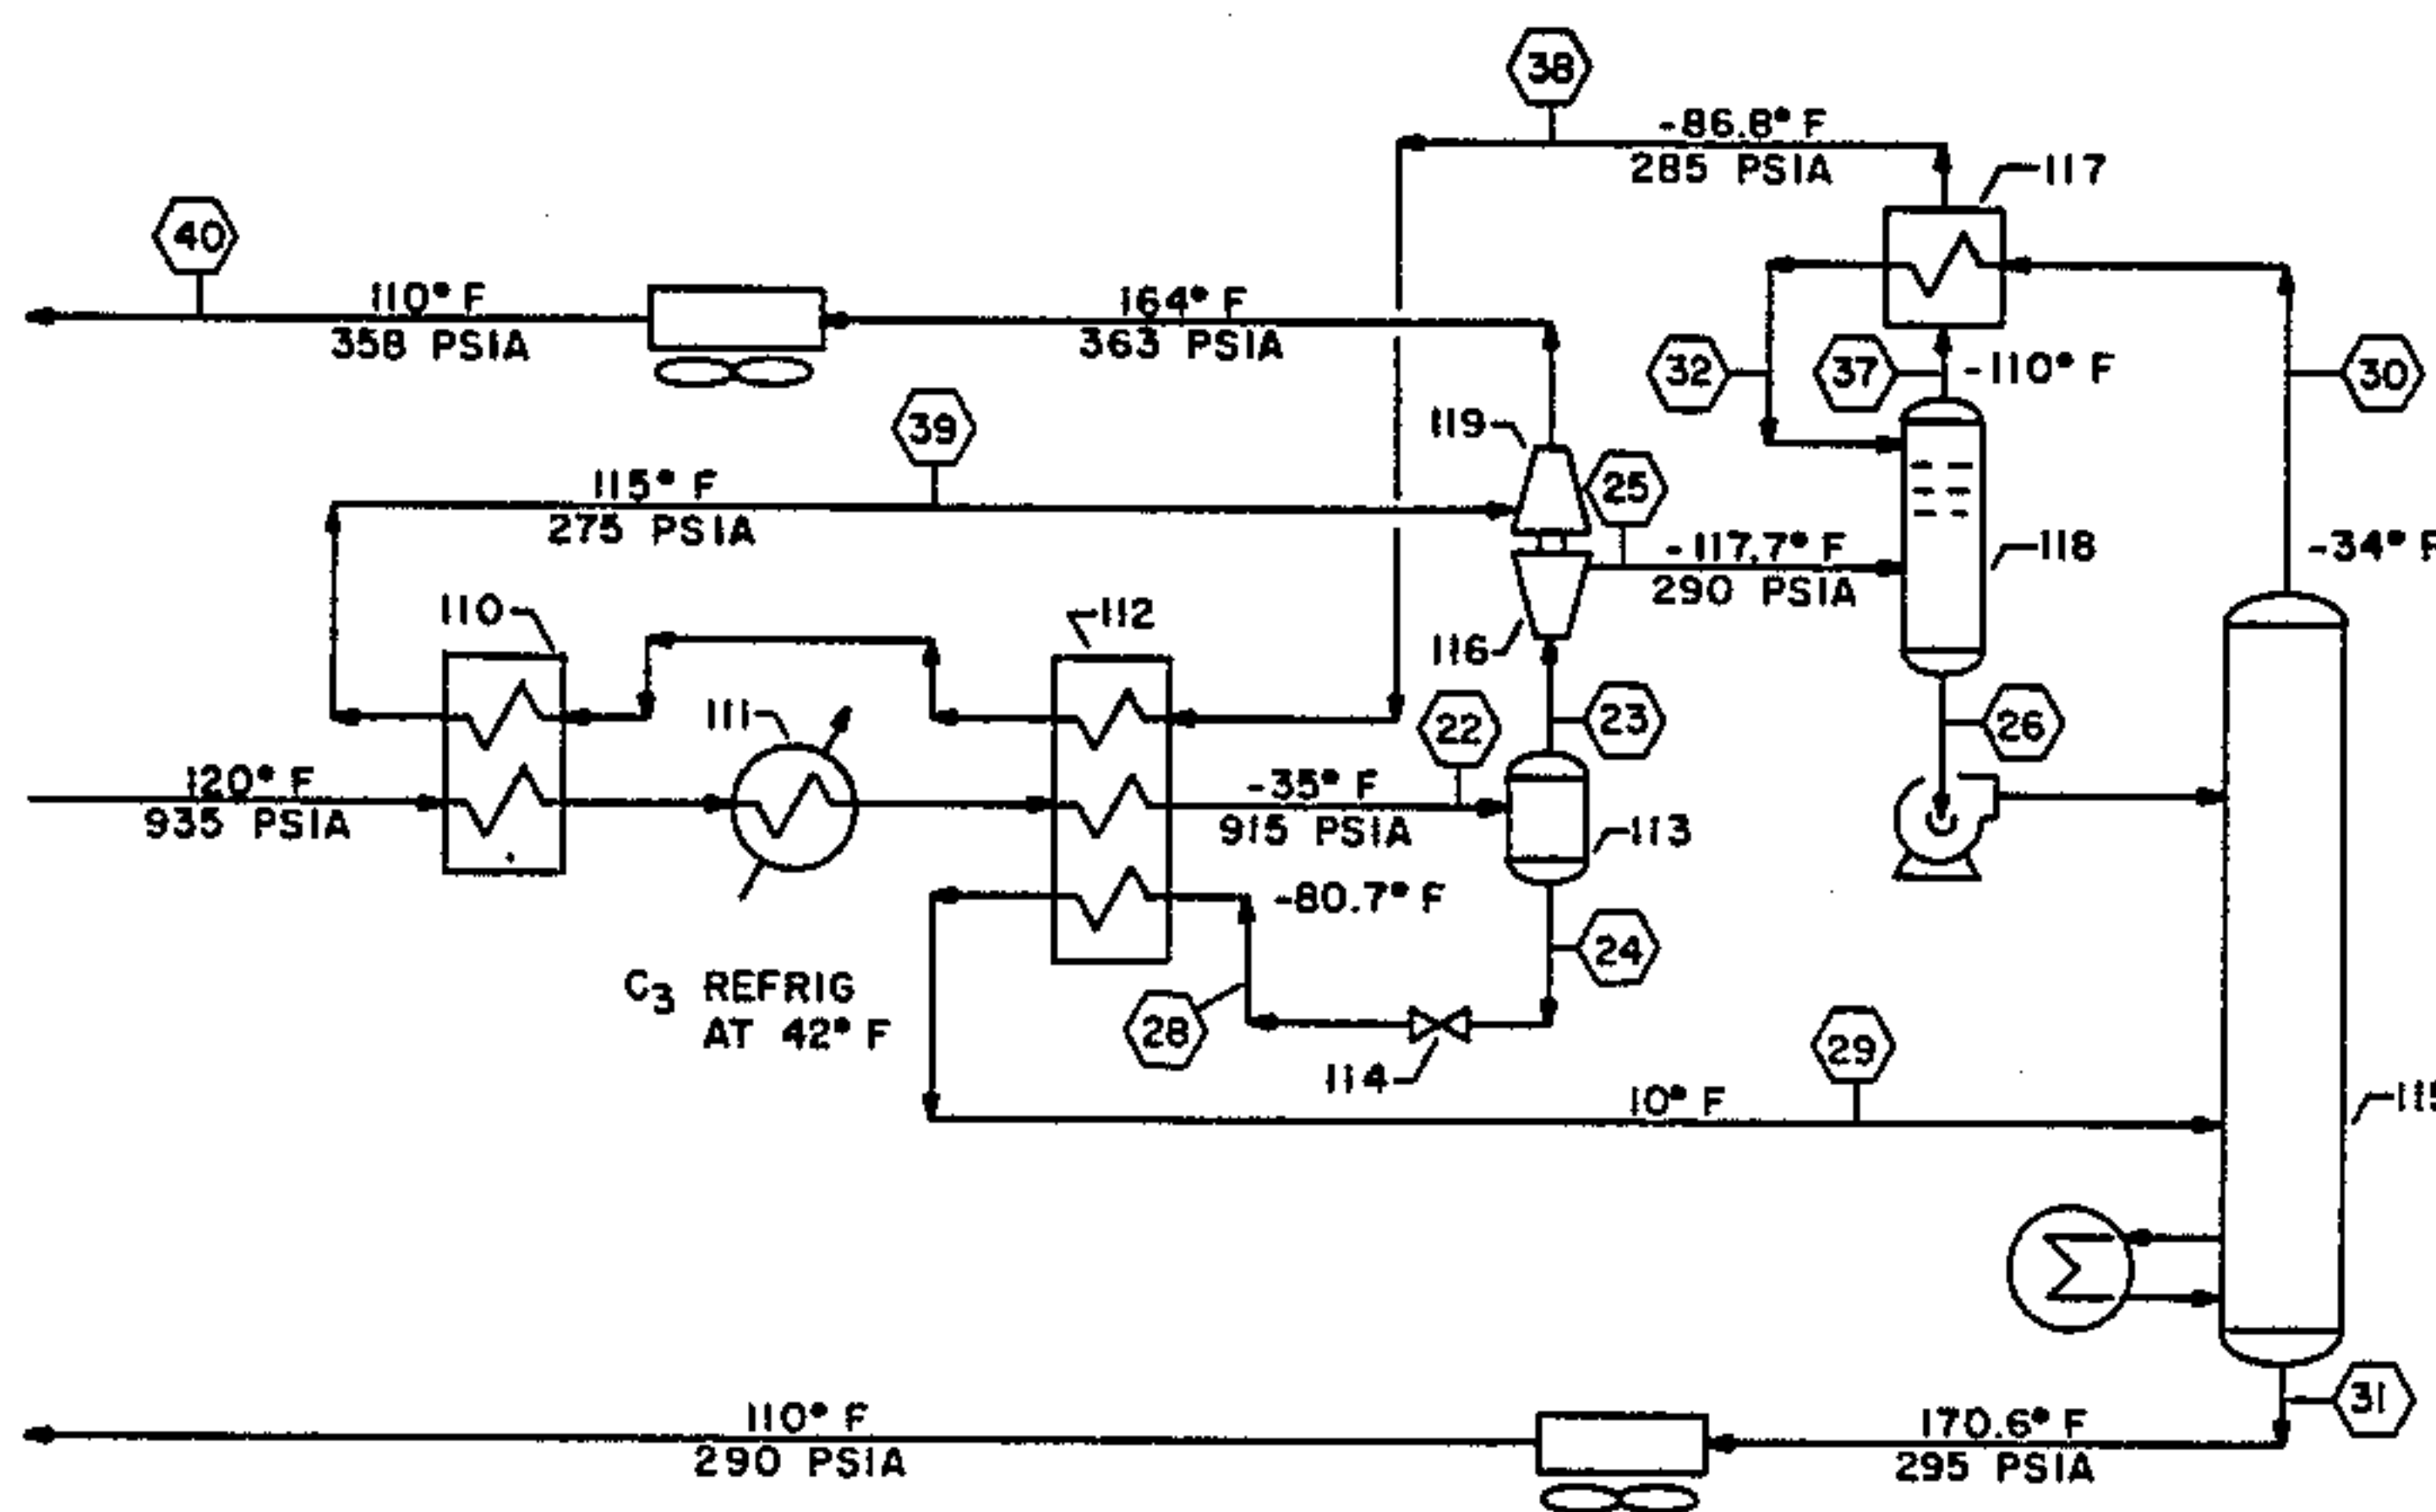 38
-86.8° F
285 PSIA
117
40
110° F
358 PSIA
164° F
363 PSIA
32
37
-110° F
30
39
119
25
115° F
275 PSIA
-117.7° F
290 PSIA
118
-34° F
110
112
116
111
22
23
26
120° F
935 PSIA
-35° F
915 PSIA
113
-80.7° F
24
C3 REFRIG
AT 42° F
28
114
29
10° F
115
31
110° F
290 PSIA
170.6° F
295 PSIA